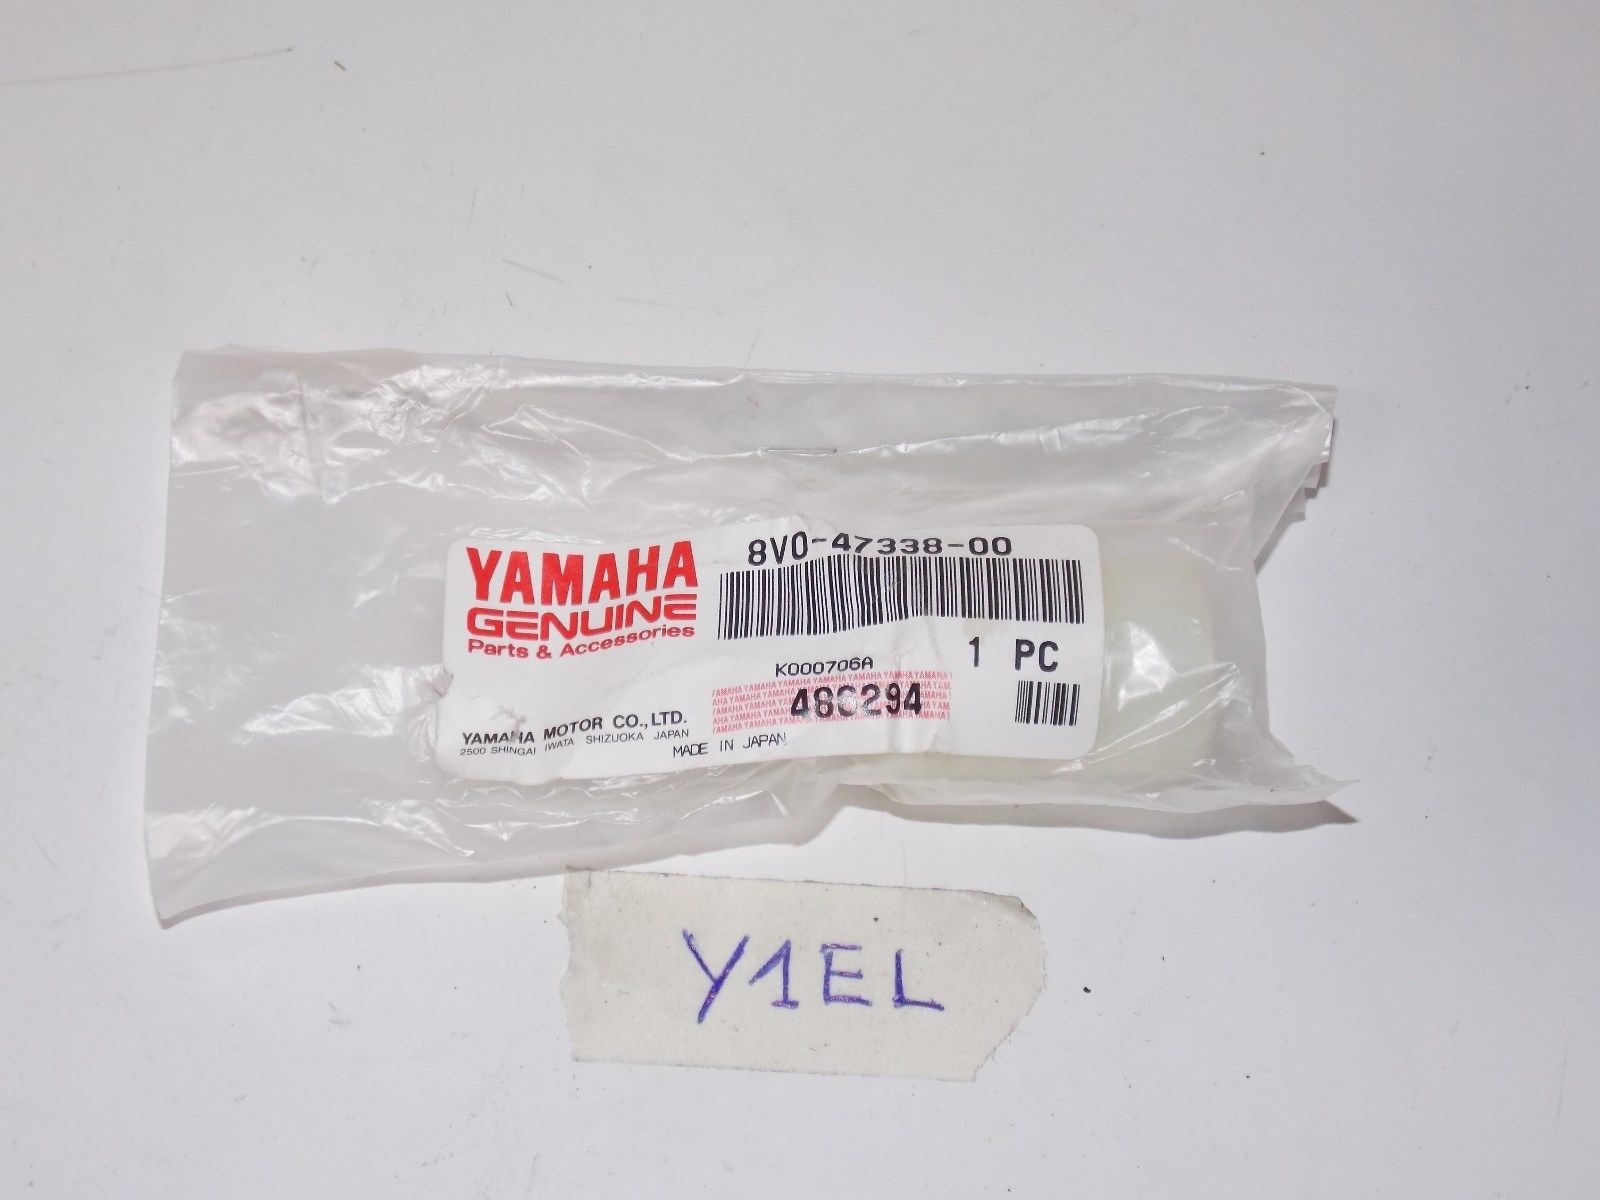 YAMAHA
GENUINE
Parts & Accessories
8V0-47338-00
1 PC
K000706A
486294
YAMAHA MOTOR CO., LTD.
2500 SHINGAI IWATA SHIZUOKA JAPAN
MADE IN JAPAN
Y1EL